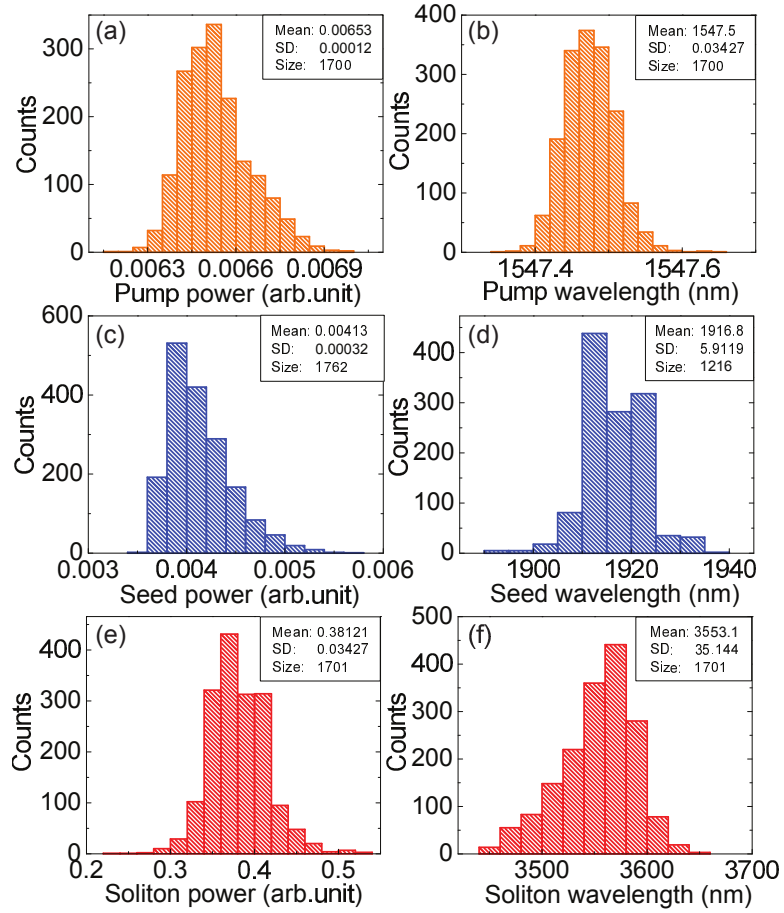 (a)
Mean: 0.00653
SD: 0.00012
Size: 1700
300
200
100
0
Counts
0.0063 0.0066 0.0069
Pump power (arb.unit)
(b)
Mean: 1547.5
SD: 0.03427
Size: 1700
400
300
200
100
0
Counts
1547.4 1547.6
Pump wavelength (nm)
(c)
Mean: 0.00413
SD: 0.00032
Size: 1762
600
400
200
0
Counts
0.003 0.004 0.005 0.006
Seed power (arb.unit)
(d)
Mean: 1916.8
SD: 5.9119
Size: 1216
400
300
200
100
0
Counts
1900 1920 1940
Seed wavelength (nm)
(e)
Mean: 0.38121
SD: 0.03427
Size: 1701
400
300
200
100
0
Counts
0.2 0.3 0.4 0.5
Soliton power (arb.unit)
(f)
Mean: 3553.1
SD: 35.144
Size: 1701
500
400
300
200
100
0
Counts
3500 3600 3700
Soliton wavelength (nm)